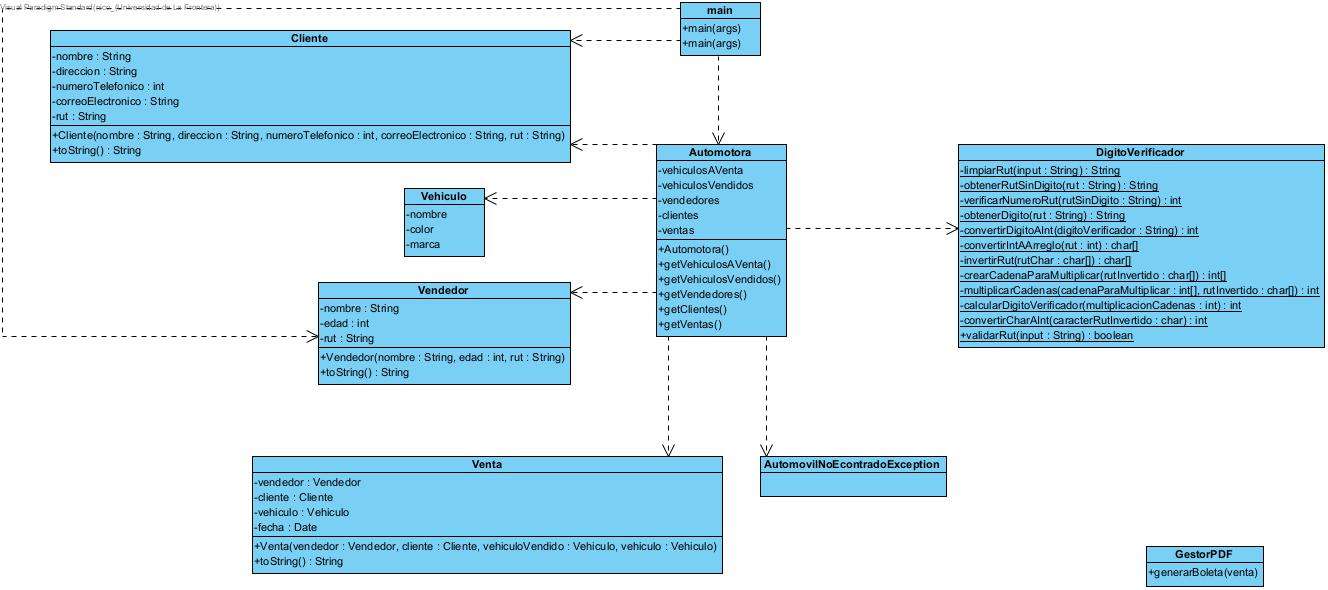 Visual Paradigm Standard(nico_(Universidad de La Frontera))
main
+main(args)
+main(args)
Cliente
-nombre : String
-direccion : String
-numeroTelefonico : int
-correoElectronico : String
-rut : String
+Cliente(nombre : String, direccion : String, numeroTelefonico : int, correoElectronico : String, rut : String)
+toString() : String
Automotora
-vehiculosAVenta
-vehiculosVendidos
-vendedores
-clientes
-ventas
+Automotora()
+getVehiculosAVenta()
+getVehiculosVendidos()
+getVendedores()
+getClientes()
+getVentas()
DigitoVerificador
-limpiarRut(input : String) : String
-obtenerRutSinDigito(rut : String) : String
-verificarNumeroRut(rutSinDigito : String) : int
-obtenerDigito(rut : String) : String
-convertirDigitoAInt(digitoVerificador : String) : int
-convertirIntAArreglo(rut : int) : char[]
-invertirRut(rutChar : char[]) : char[]
-crearCadenaParaMultiplicar(rutInvertido : char[]) : int[]
-multiplicarCadenas(cadenaParaMultiplicar : int[], rutInvertido : char[]) : int
-calcularDigitoVerificador(multiplicacionCadenas : int) : int
-convertirCharAInt(caracterRutInvertido : char) : int
+validarRut(input : String) : boolean
Vehiculo
-nombre
-color
-marca
Vendedor
-nombre : String
-edad : int
-rut : String
+Vendedor(nombre : String, edad : int, rut : String)
+toString() : String
Venta
-vendedor : Vendedor
-cliente : Cliente
-vehiculo : Vehiculo
-fecha : Date
+Venta(vendedor : Vendedor, cliente : Cliente, vehiculoVendido : Vehiculo, vehiculo : Vehiculo)
+toString() : String
AutomovilNoEcontradoException
GestorPDF
+generarBoleta(venta)